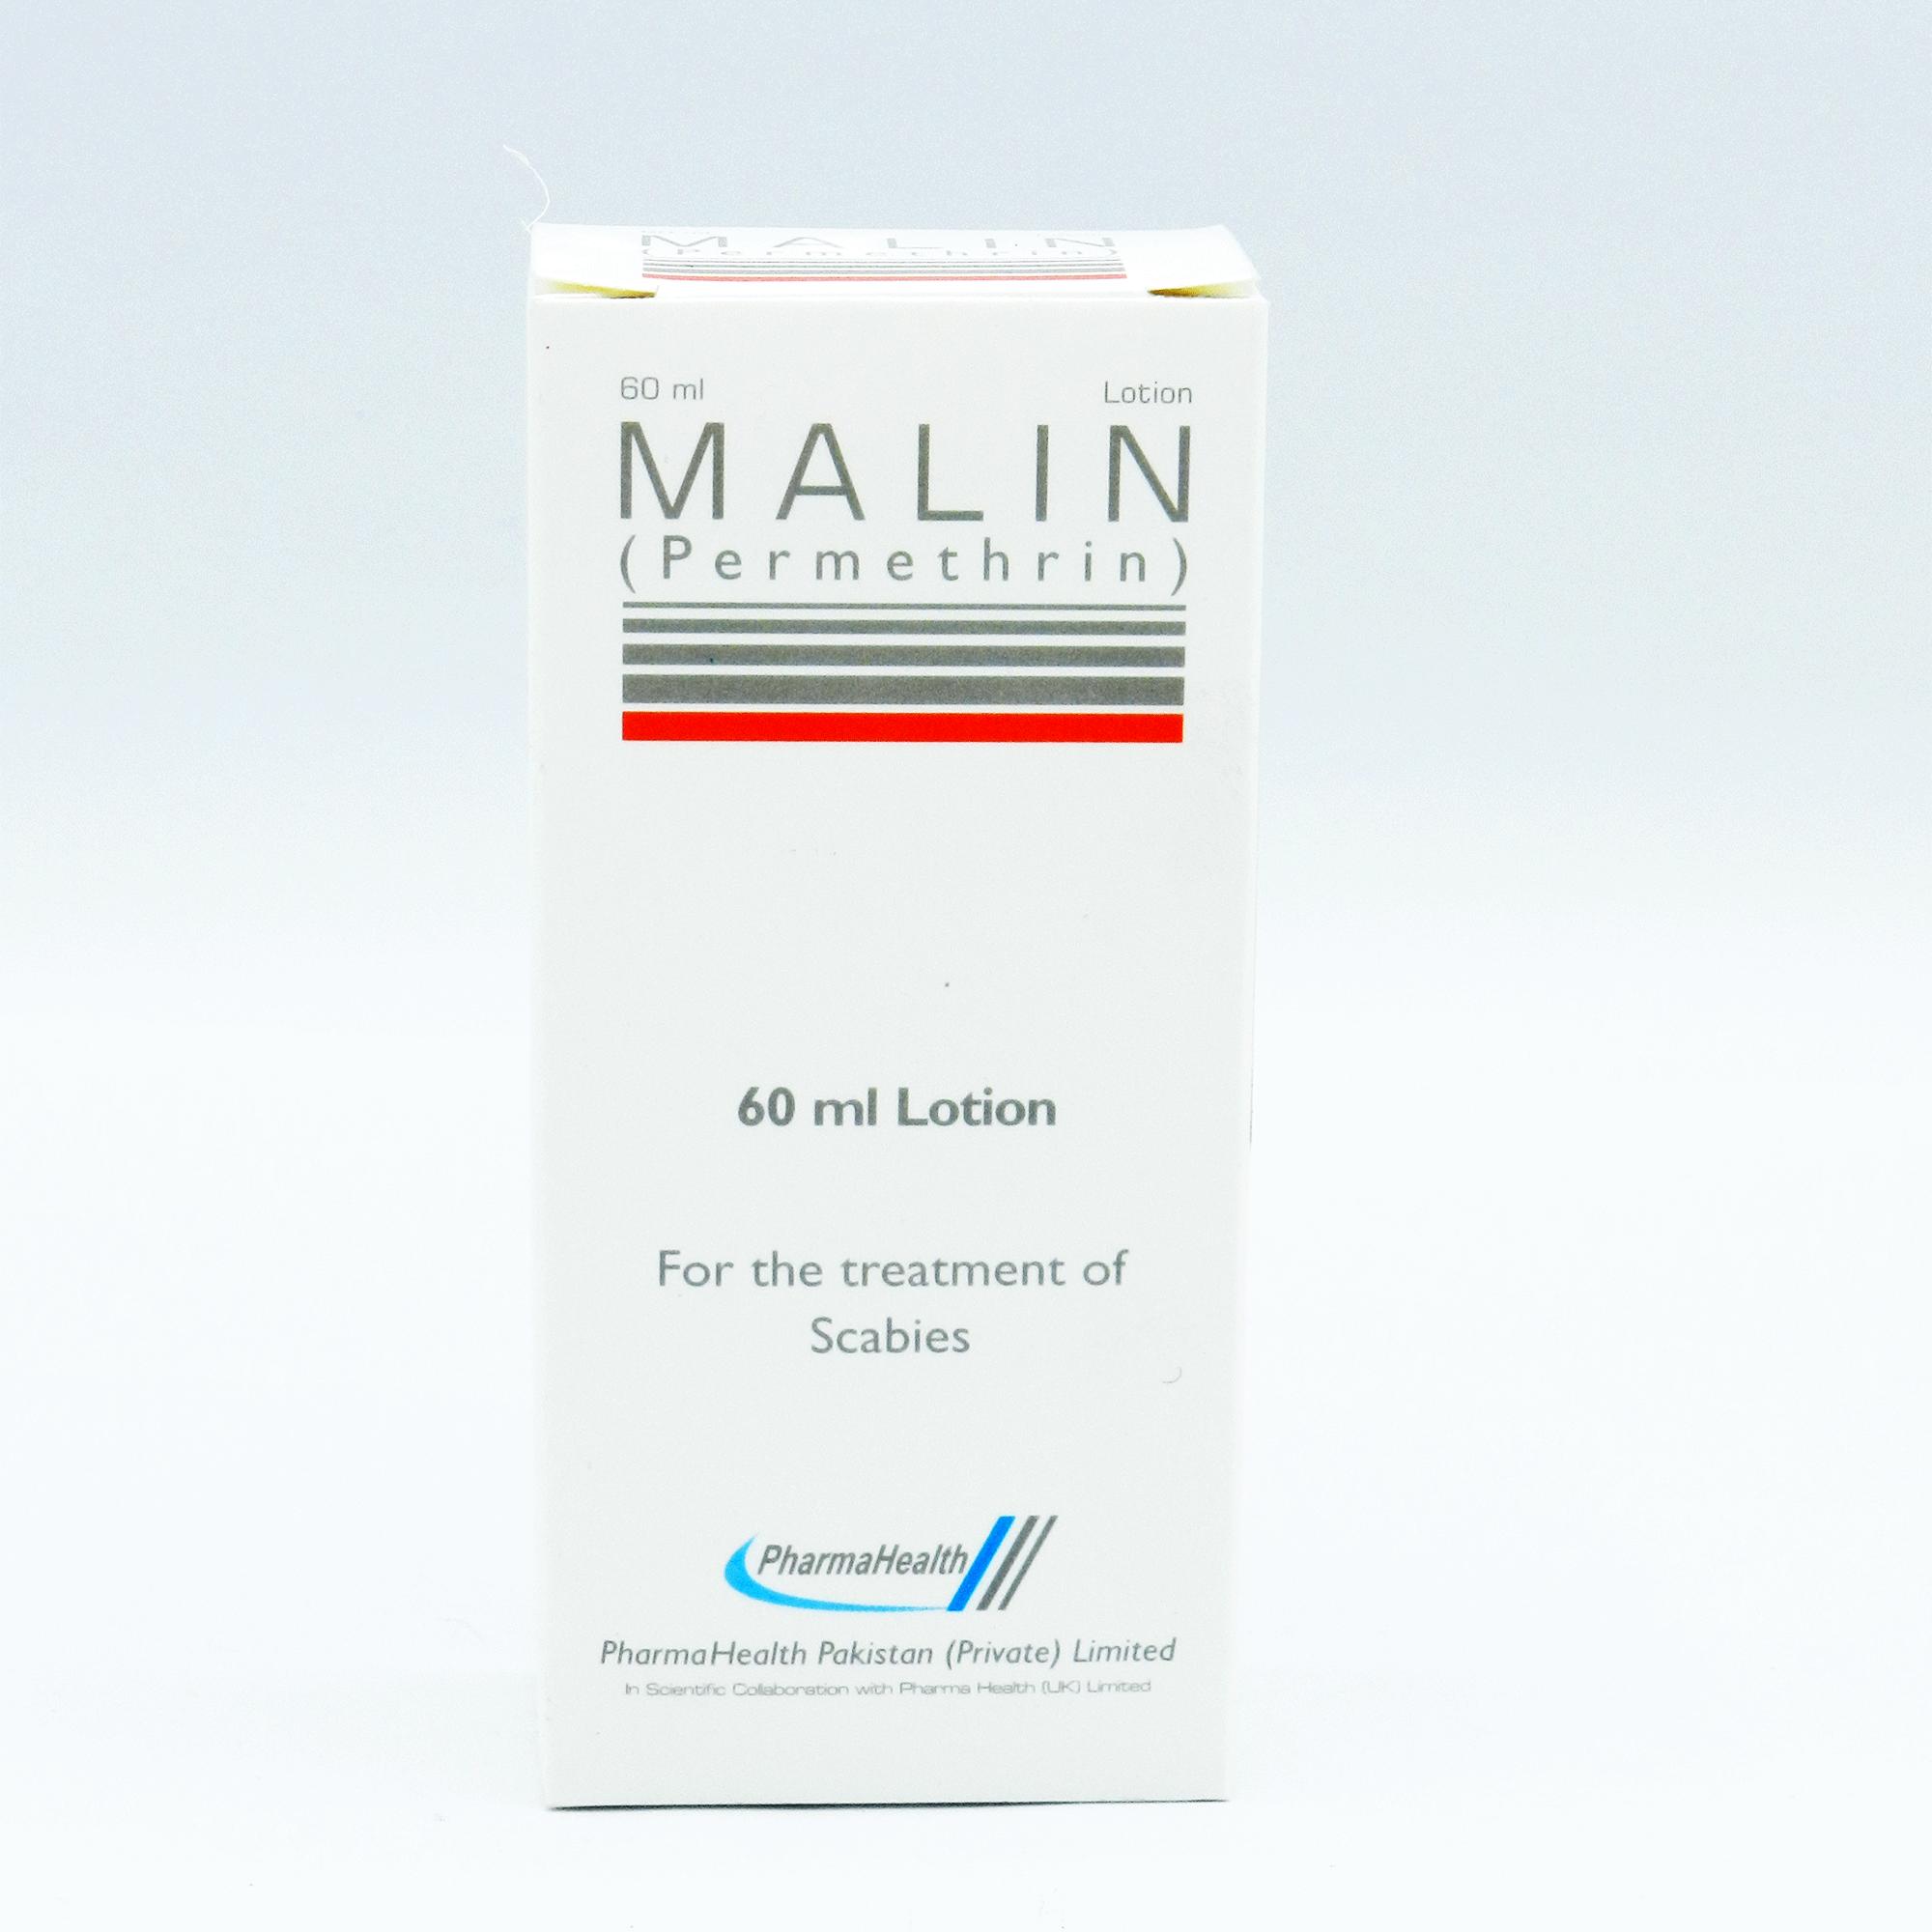 MALIN
(Permethrin)
60 ml Lotion
MALIN
(Permethrin)
60 ml Lotion
For the treatment of
Scabies
PharmaHealth
PharmaHealth Pakistan (Private) Limited
In Scientific Collaboration with Pharma Health (UK) Limited